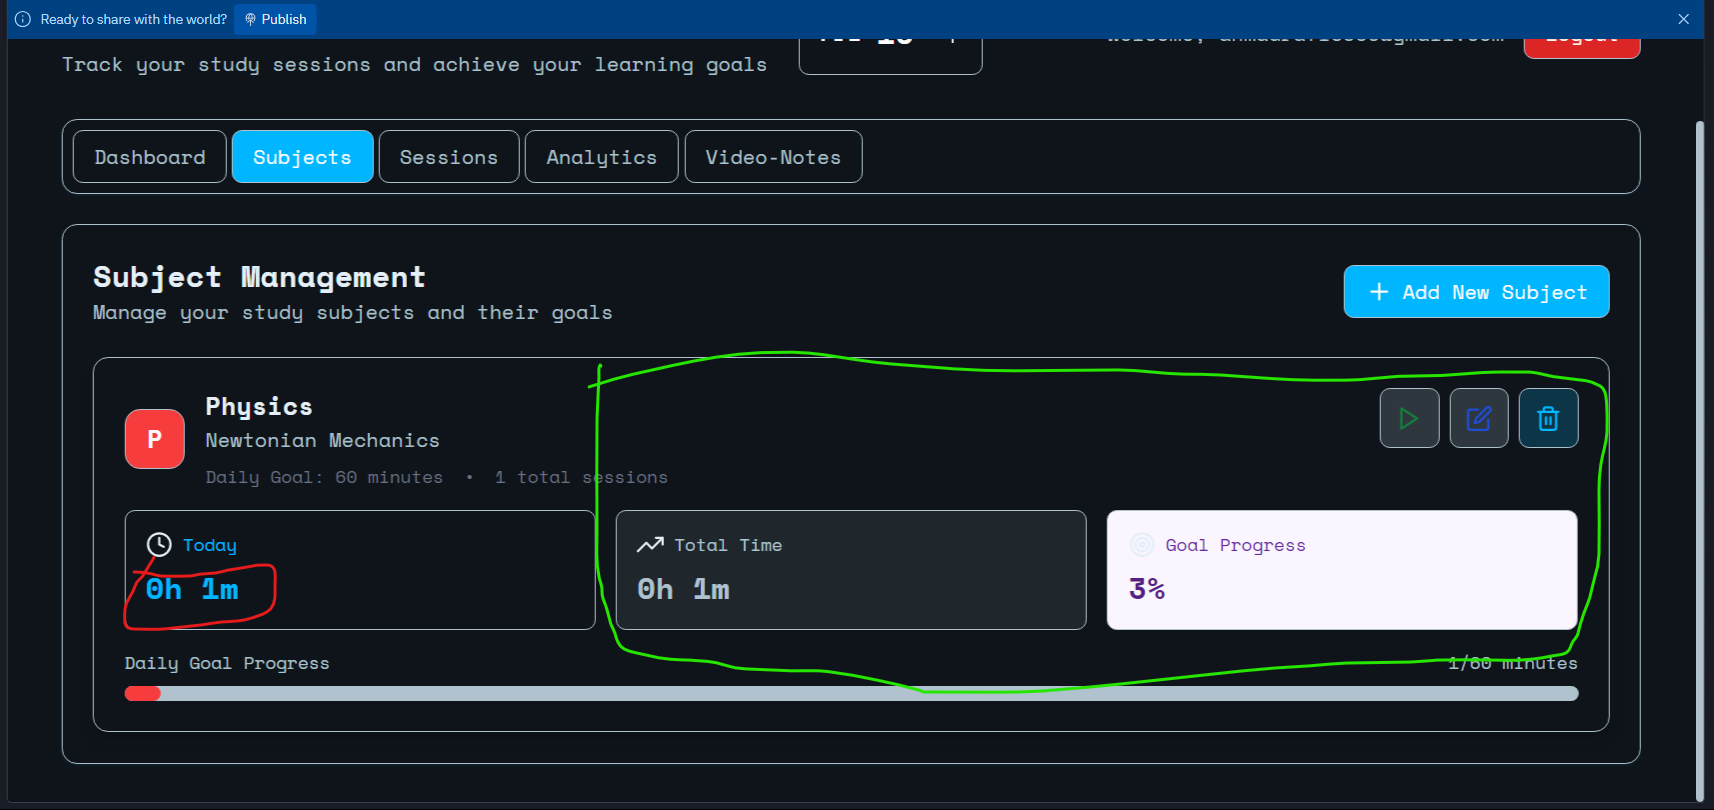 Ready to share with the world? Publish
Track your study sessions and achieve your learning goals
Dashboard Subjects Sessions Analytics Video-Notes
Subject Management
Manage your study subjects and their goals
+ Add New Subject
P
Physics
Newtonian Mechanics
Daily Goal: 60 minutes • 1 total sessions
Today
0h 1m
Total Time
0h 1m
Goal Progress
3%
Daily Goal Progress
1/60 minutes